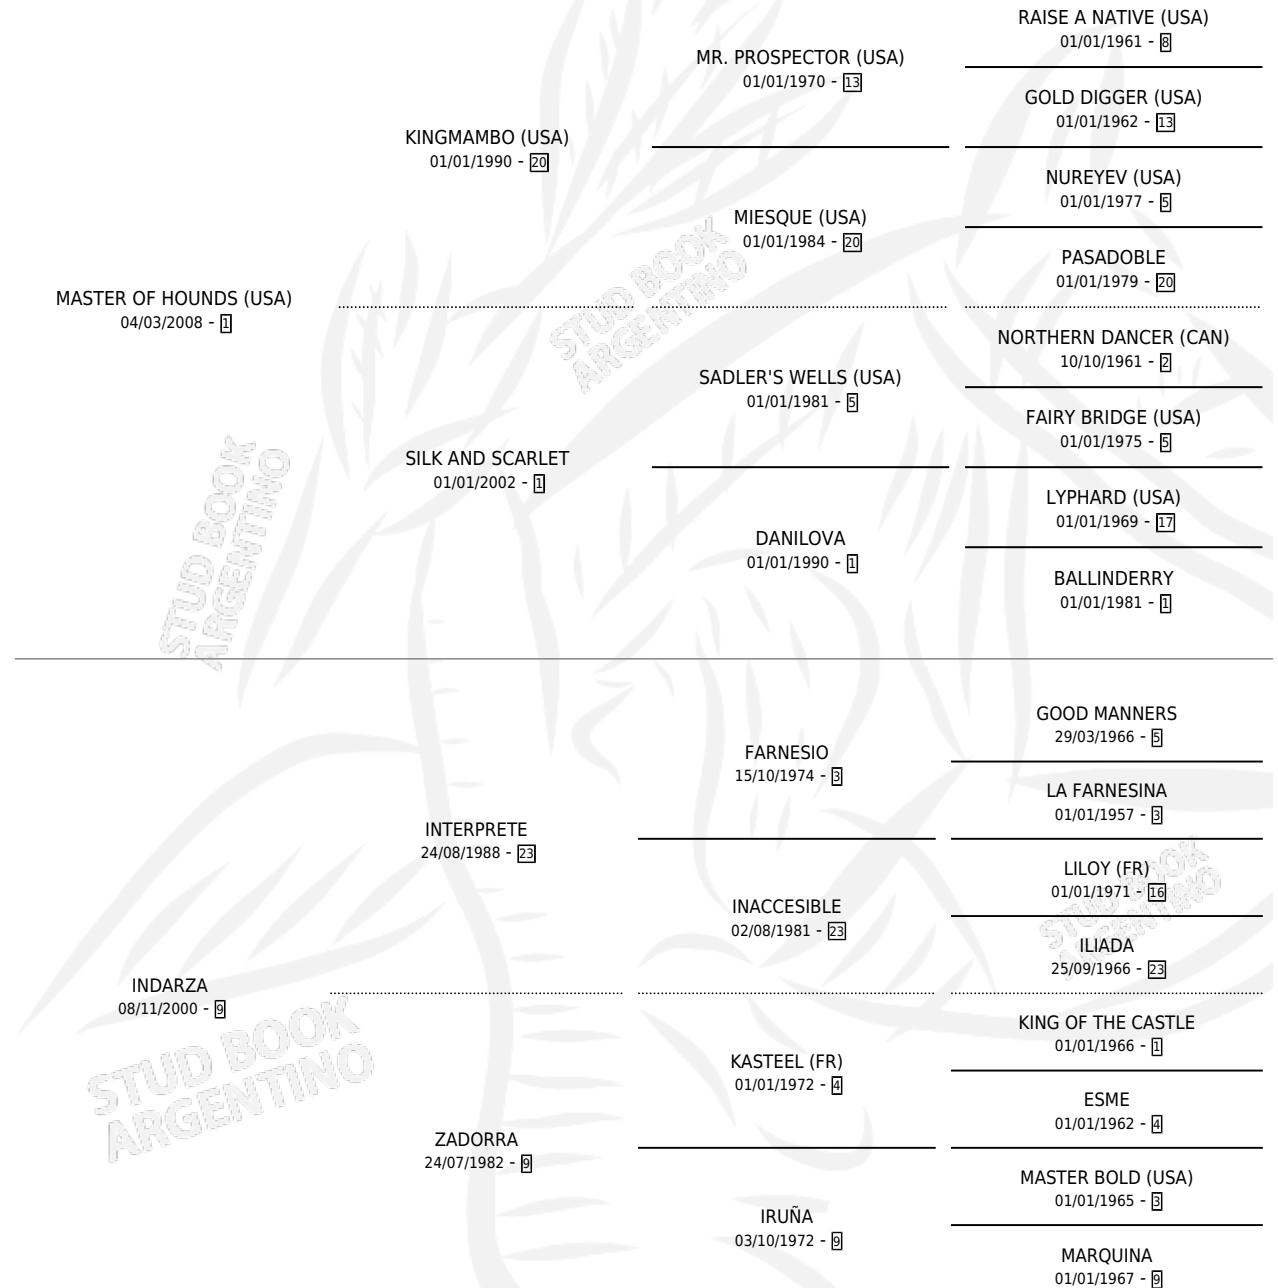 RAISE A NATIVE (USA)
01/01/1961 - 8
MR. PROSPECTOR (USA)
01/01/1970 - 13
GOLD DIGGER (USA)
01/01/1962 - 13
KINGMAMBO (USA)
01/01/1990 - 20
NUREYEV (USA)
01/01/1977 - 5
MIESQUE (USA)
01/01/1984 - 20
PASADOBLE
01/01/1979 - 20
MASTER OF HOUNDS (USA)
04/03/2008 - 1
NORTHERN DANCER (CAN)
10/10/1961 - 2
SADLER'S WELLS (USA)
01/01/1981 - 5
FAIRY BRIDGE (USA)
01/01/1975 - 5
SILK AND SCARLET
01/01/2002 - 1
LYPHARD (USA)
01/01/1969 - 17
DANILOVA
01/01/1990 - 1
BALLINDERRY
01/01/1981 - 1
STUD BOOK
ARGENTINO
STUD BOOK
ARGENTINO
GOOD MANNERS
29/03/1966 - 5
FARNESIO
15/10/1974 - 3
LA FARNESINA
01/01/1957 - 3
INTERPRETE
24/08/1988 - 23
LILOY (FR)
01/01/1971 - 16
INACCESIBLE
02/08/1981 - 23
ILIADA
25/09/1966 - 23
INDARZA
08/11/2000 - 9
KING OF THE CASTLE
01/01/1966 - 1
KASTEEL (FR)
01/01/1972 - 4
ESME
01/01/1962 - 4
ZADORRA
24/07/1982 - 9
MASTER BOLD (USA)
01/01/1965 - 3
IRUÑA
03/10/1972 - 9
MARQUINA
01/01/1967 - 9
STUD BOOK
ARGENTINO
STUD BOOK
ARGENTINO